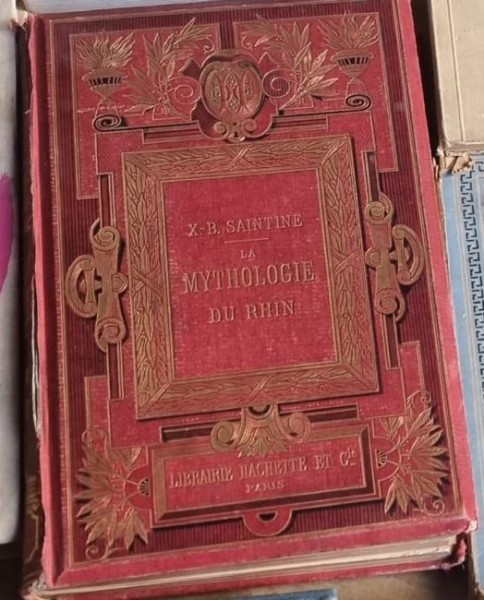 X-B. SAINTINE
LA
MYTHOLOGIE
DU RHIN
LIBRAIRIE HACHETTE ET Cie
PARIS